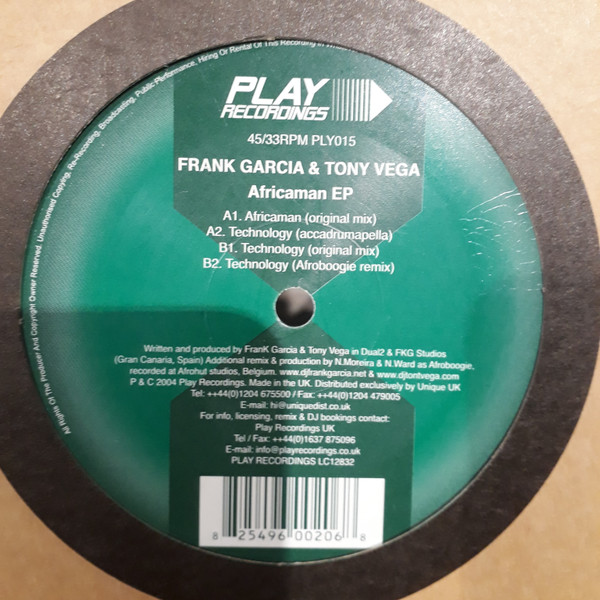 All Rights Of The Producer And Copyright Owner Reserved. Unauthorised Copying, Re-Recording, Broadcasting, Public Performance, Hiring Or Rental Of This Recording
PLAY
RECORDINGS
45/33RPM PLY015
FRANK GARCIA & TONY VEGA
Africaman EP
A1. Africaman (original mix)
A2. Technology (accadrumapella)
B1. Technology (original mix)
B2. Technology (Afroboogie remix)
Written and produced by FranK Garcia & Tony Vega in Dual2 & FKG Studios
(Gran Canaria, Spain) Additional remix & production by N.Moreira & N.Ward as Afroboogie,
recorded at Afrohut studios, Belgium. www.djfrankgarcia.net & www.djtontvega.com
P & C 2004 Play Recordings. Made in the UK. Distributed exclusively by Unique UK
Tel: ++44(0)1204 675500 / Fax: ++44(0)1204 479005
E-mail: hi@uniquedist.co.uk
For info, licensing, remix & DJ bookings contact:
Play Recordings UK
Tel / Fax: ++44(0)1637 875096
E-mail: info@playrecordings.co.uk
PLAY RECORDINGS LC12832
8 25496 00206 8